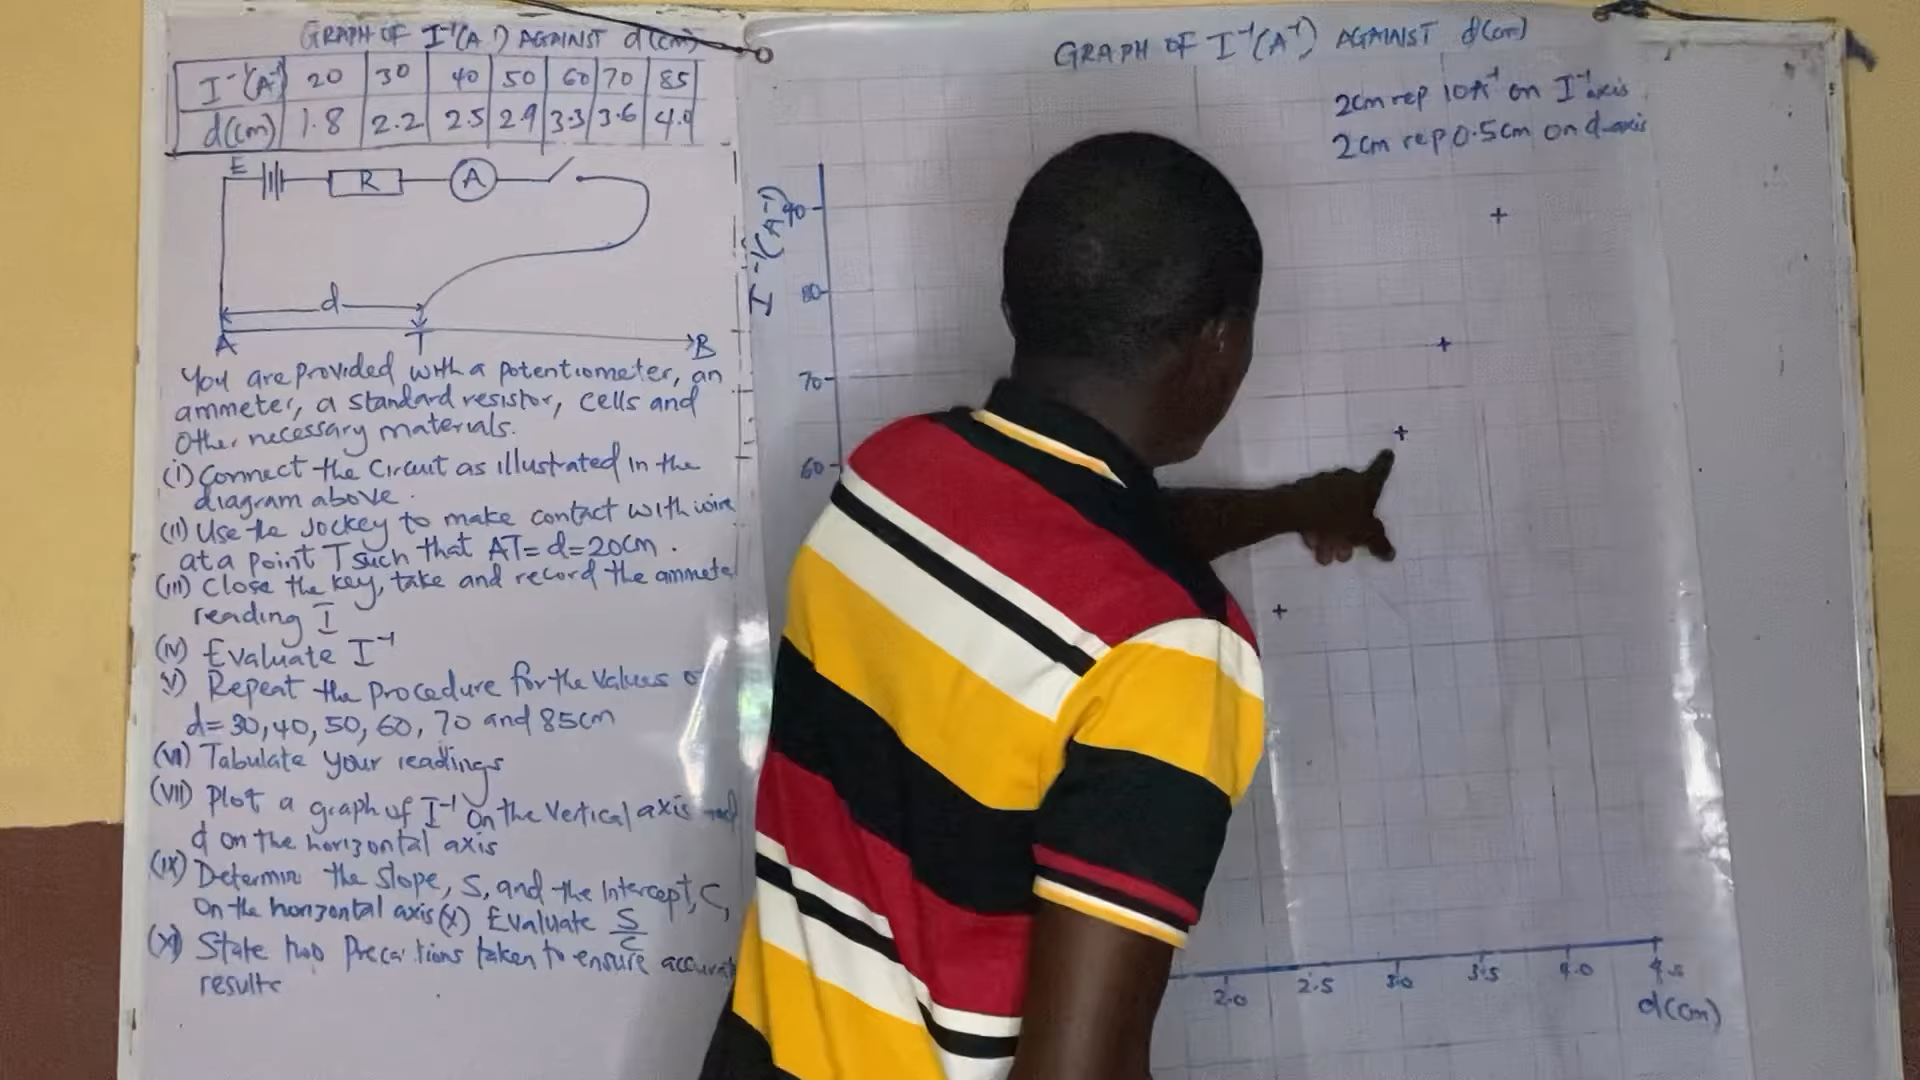 GRAPH OF I⁻¹(A⁻¹) AGAINST d(cm)
I⁻¹(A⁻¹) 20 30 40 50 60 70 85
d(cm) 1.8 2.2 2.5 2.9 3.3 3.6 4.0
E
R
A
d
A T B
You are provided with a potentiometer, an
ammeter, a standard resistor, cells and
Other necessary materials.
(i) Connect the Circuit as illustrated in the
diagram above.
(ii) Use the Jockey to make contact with wire
at a point T such that AT=d=20cm.
(iii) Close the key, take and record the ammete
reading I
(iv) Evaluate I⁻¹
v) Repeat the procedure for the values o
d=30,40,50,60,70 and 85cm
(vi) Tabulate your readings
(vii) Plot a graph of I⁻¹ on the vertical axis and
d on the horizontal axis
(ix) Determin the slope, S, and the Intercept, C,
on the horizontal axis (x) Evaluate S/C
(xi) State two Precautions taken to ensure accurat
results
GRAPH OF I⁻¹(A⁻¹) AGAINST d(cm)
2cm rep 10A⁻¹ on I⁻¹ axis
2cm rep 0.5cm on d-axis
I⁻¹(A⁻¹)
90
80
70
60
2.0 2.5 3.0 3.5 4.0 4.5
d(cm)